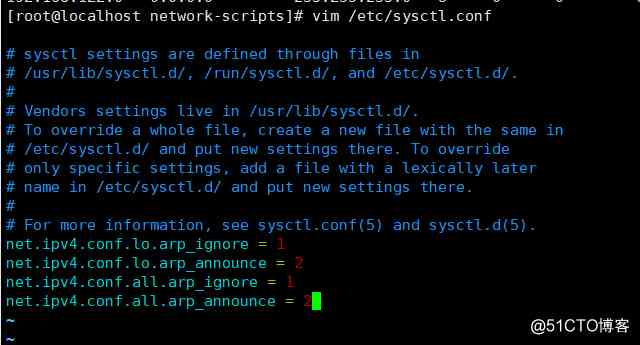 [root@localhost network-scripts]# vim /etc/sysctl.conf
# sysctl settings are defined through files in
# /usr/lib/sysctl.d/, /run/sysctl.d/, and /etc/sysctl.d/.
#
# Vendors settings live in /usr/lib/sysctl.d/.
# To override a whole file, create a new file with the same in
# /etc/sysctl.d/ and put new settings there. To override
# only specific settings, add a file with a lexically later
# name in /etc/sysctl.d/ and put new settings there.
#
# For more information, see sysctl.conf(5) and sysctl.d(5).
net.ipv4.conf.lo.arp_ignore = 1
net.ipv4.conf.lo.arp_announce = 2
net.ipv4.conf.all.arp_ignore = 1
net.ipv4.conf.all.arp_announce = 2
~
~
@51CTO博客